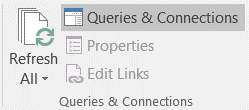 Refresh
All
Queries & Connections
Properties
Edit Links
Queries & Connections